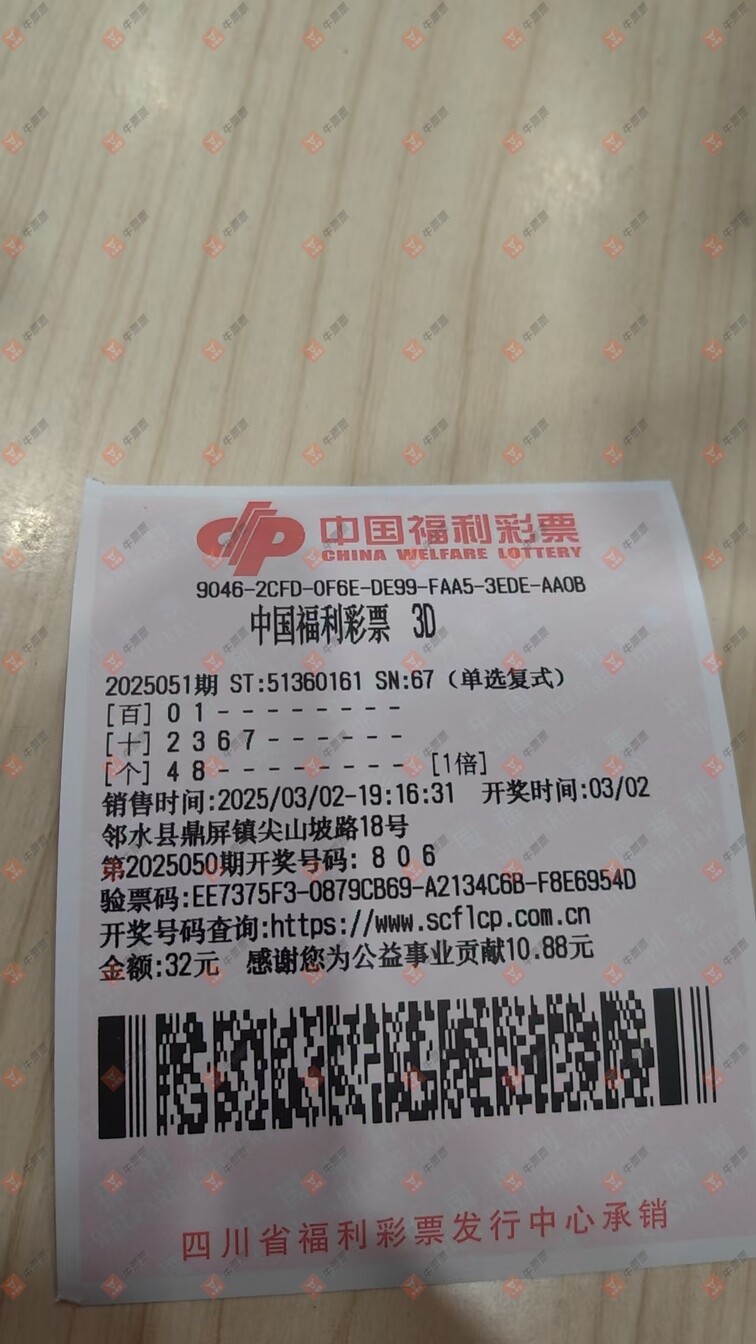 中国福利彩票
CHINA WELFARE LOTTERY
9046-2CFD-0F6E-DE99-FAA5-3EDE-AA0B
中国福利彩票 3D
2025051期 ST:51360161 SN:67（单选复式）
[百] 0 1 - - - - - - - -
[十] 2 3 6 7 - - - - - -
[个] 4 8 - - - - - - - - [1倍]
销售时间:2025/03/02-19:16:31 开奖时间:03/02
邻水县鼎屏镇尖山坡路18号
第2025050期开奖号码: 8 0 6
验票码:EE7375F3-0879CB69-A2134C6B-F8E6954D
开奖号码查询:https://www.scflcp.com.cn
金额:32元 感谢您为公益事业贡献10.88元
四川省福利彩票发行中心承销